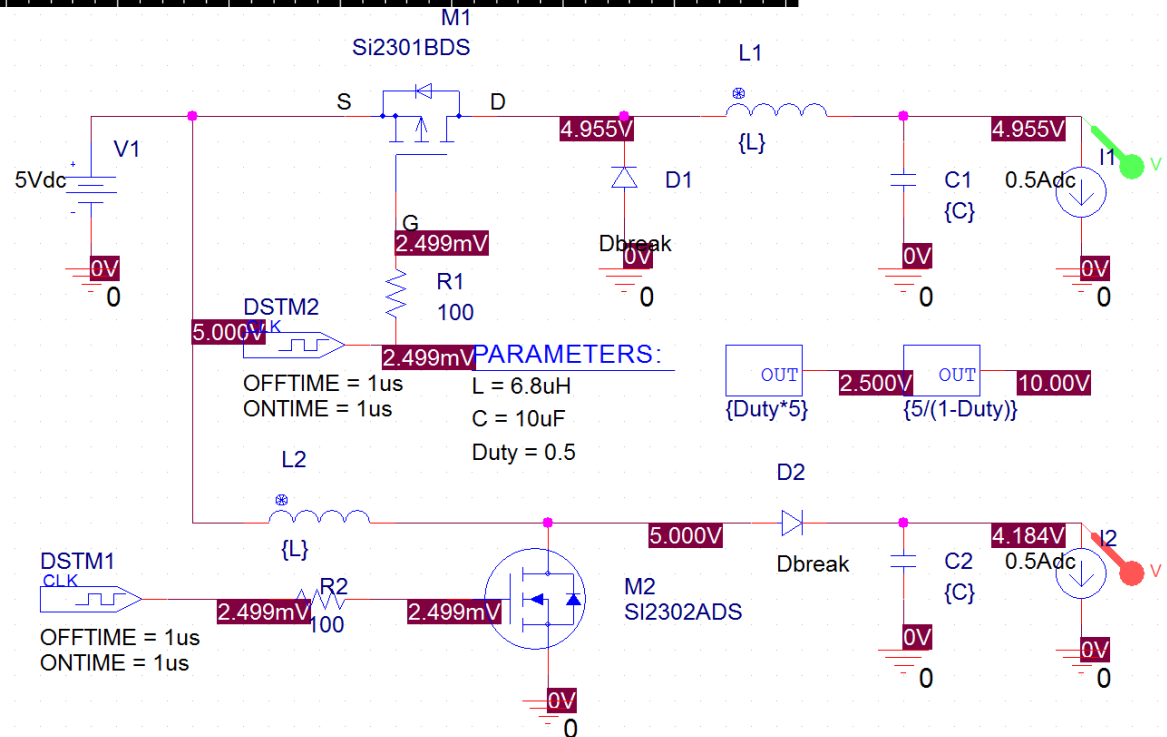 M1
Si2301BDS
L1
S
D
4.955V
4.955V
{L}
V1
5Vdc
D1
C1
{C}
I1
0.5Adc
V
G
2.499mV
Dbreak
0V
0V
0V
0V
0
0
0
0
R1
100
DSTM2
CLK
5.000V
2.499mV
OFFTIME = 1us
ONTIME = 1us
PARAMETERS:
L = 6.8uH
C = 10uF
Duty = 0.5
OUT
2.500V
OUT
10.00V
{Duty*5}
{5/(1-Duty)}
L2
{L}
D2
5.000V
Dbreak
4.184V
I2
0.5Adc
V
C2
{C}
DSTM1
CLK
2.499mV
R2
100
2.499mV
M2
SI2302ADS
OFFTIME = 1us
ONTIME = 1us
0V
0V
0
0
0V
0